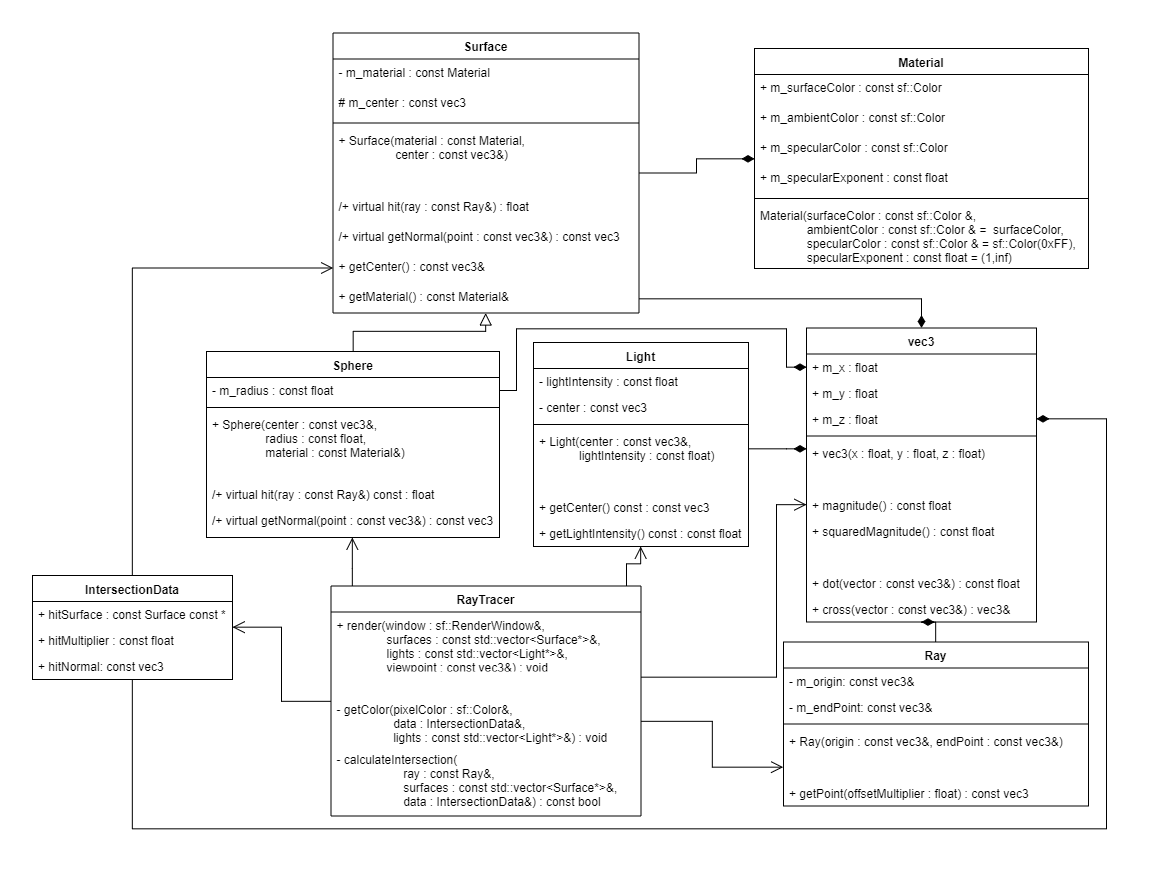 Surface
- m_material : const Material
# m_center : const vec3
+ Surface(material : const Material,
center : const vec3&)
/+ virtual hit(ray : const Ray&) : float
/+ virtual getNormal(point : const vec3&) : const vec3
+ getCenter() : const vec3&
+ getMaterial() : const Material&
Material
+ m_surfaceColor : const sf::Color
+ m_ambientColor : const sf::Color
+ m_specularColor : const sf::Color
+ m_specularExponent : const float
Material(surfaceColor : const sf::Color &,
ambientColor : const sf::Color & = surfaceColor,
specularColor : const sf::Color & = sf::Color(0xFF),
specularExponent : const float = (1,inf)
Sphere
- m_radius : const float
+ Sphere(center : const vec3&,
radius : const float,
material : const Material&)
/+ virtual hit(ray : const Ray&) const : float
/+ virtual getNormal(point : const vec3&) : const vec3
Light
- lightIntensity : const float
- center : const vec3
+ Light(center : const vec3&,
lightIntensity : const float)
+ getCenter() const : const vec3
+ getLightIntensity() const : const float
vec3
+ m_x : float
+ m_y : float
+ m_z : float
+ vec3(x : float, y : float, z : float)
+ magnitude() : const float
+ squaredMagnitude() : const float
+ dot(vector : const vec3&) : const float
+ cross(vector : const vec3&) : vec3&
IntersectionData
+ hitSurface : const Surface const *
+ hitMultiplier : const float
+ hitNormal: const vec3
RayTracer
+ render(window : sf::RenderWindow&,
surfaces : const std::vector<Surface*>&,
lights : const std::vector<Light*>&,
viewpoint : const vec3&) : void
- getColor(pixelColor : sf::Color&,
data : IntersectionData&,
lights : const std::vector<Light*>&) : void
- calculateIntersection(
ray : const Ray&,
surfaces : const std::vector<Surface*>&,
data : IntersectionData&) : const bool
Ray
- m_origin: const vec3&
- m_endPoint: const vec3&
+ Ray(origin : const vec3&, endPoint : const vec3&)
+ getPoint(offsetMultiplier : float) : const vec3